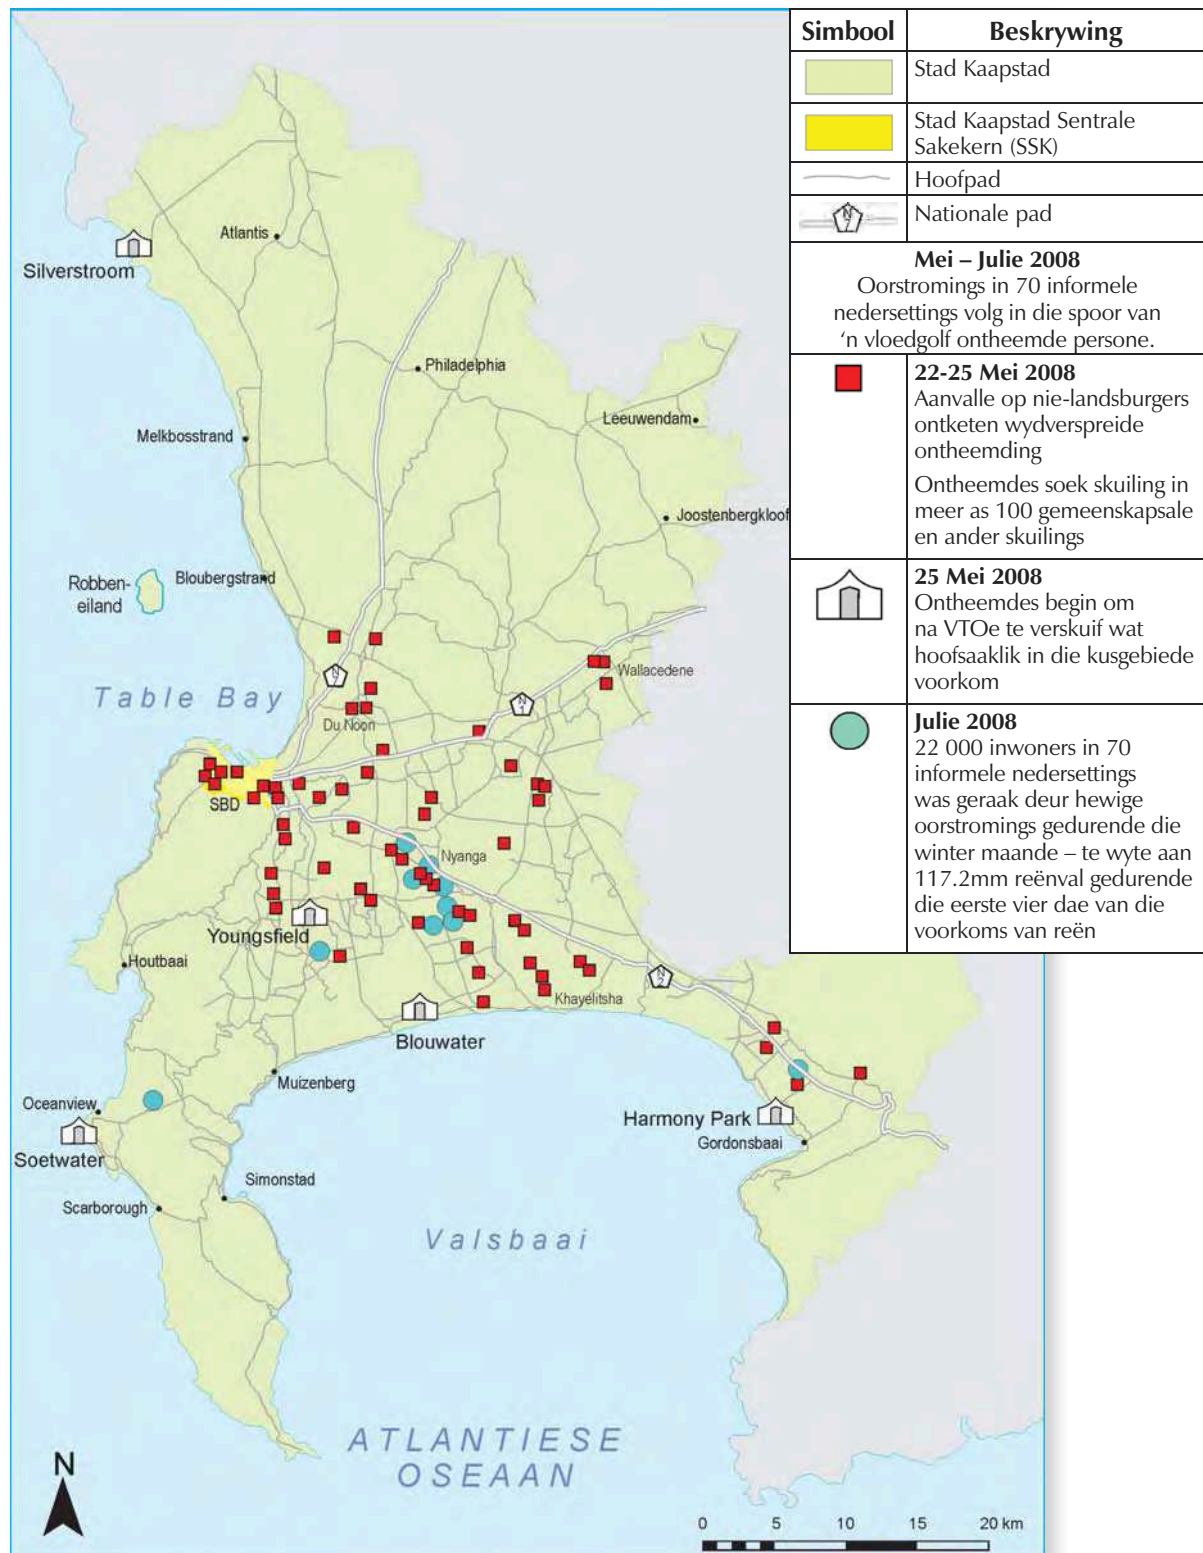 Simbool
Beskrywing
Stad Kaapstad
Stad Kaapstad Sentrale
Sakekern (SSK)
Hoofpad
N
7
Nationale pad
Mei – Julie 2008
Oorstromings in 70 informele
nedersettings volg in die spoor van
‘n vloedgolf ontheemde persone.
22-25 Mei 2008
Aanvalle op nie-landsburgers
ontketen wydverspreide
ontheemding
Ontheemdes soek skuiling in
meer as 100 gemeenskapsale
en ander skuilings
25 Mei 2008
Ontheemdes begin om
na VTOe te verskuif wat
hoofsaaklik in die kusgebiede
voorkom
Julie 2008
22 000 inwoners in 70
informele nedersettings
was geraak deur hewige
oorstromings gedurende die
winter maande – te wyte aan
117.2mm reënval gedurende
die eerste vier dae van die
voorkoms van reën
Atlantis
Silverstroom
Philadelphia
Leeuwendam
Melkbosstrand
Joostenbergkloof
Bloubergstrand
Robben-
eiland
Wallacedene
N
7
Table Bay
N
1
Du Noon
SBD
Nyanga
Youngsfield
Houtbaai
N
2
Khayelitsha
Blouwater
Muizenberg
Oceanview
Harmony Park
Gordonsbaai
Soetwater
Simonstad
Scarborough
Valsbaai
ATLANTIESE
OSEAAN
N
0 5 10 15 20 km